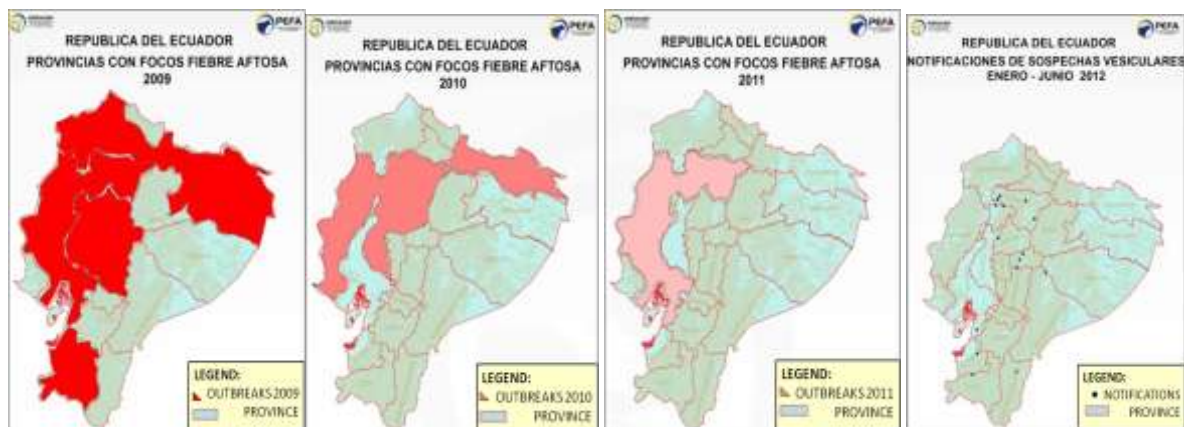 PEFA
REPUBLICA DEL ECUADOR
PROVINCIAS CON FOCOS FIEBRE AFTOSA
2009
LEGEND:
OUTBREAKS 2009
PROVINCE
PEFA
REPUBLICA DEL ECUADOR
PROVINCIAS CON FOCOS FIEBRE AFTOSA
2010
LEGEND:
OUTBREAKS 2010
PROVINCE
PEFA
REPUBLICA DEL ECUADOR
PROVINCIAS CON FOCOS FIEBRE AFTOSA
2011
LEGEND:
OUTBREAKS 2011
PROVINCE
PEFA
REPUBLICA DEL ECUADOR
NOTIFICACIONES DE SOSPECHAS VESICULARES
ENERO - JUNIO 2012
LEGEND:
NOTIFICATIONS
PROVINCE